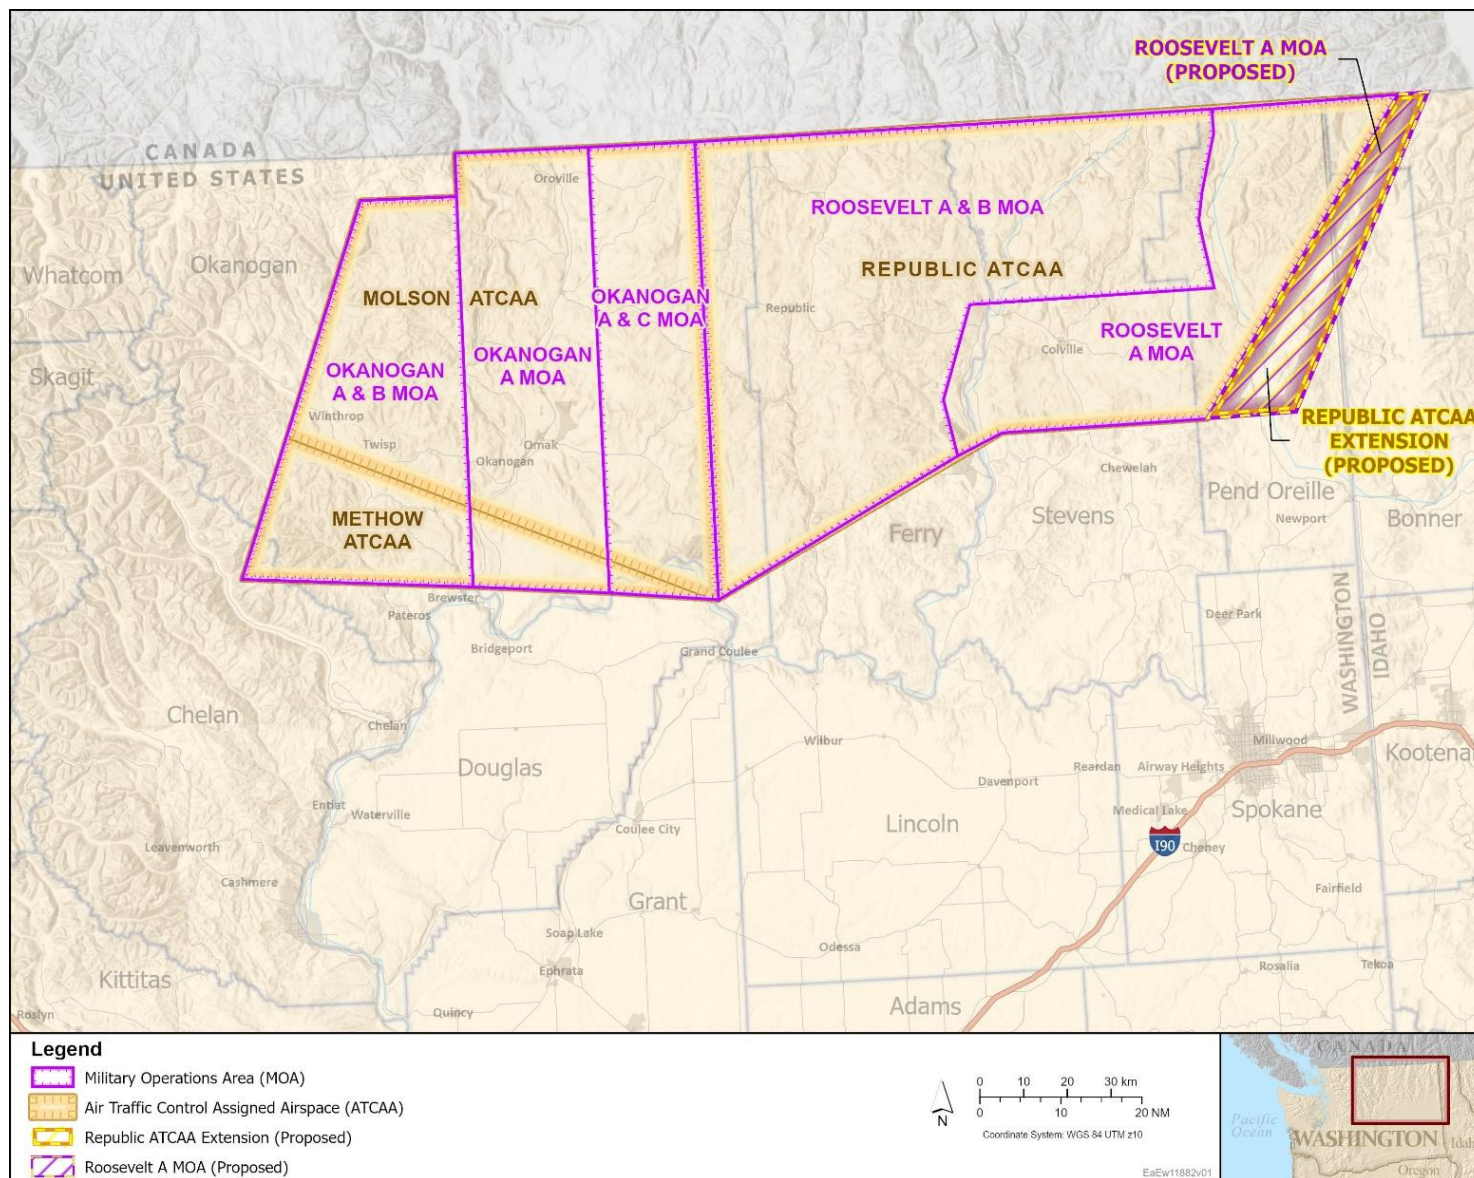 ROOSEVELT A MOA
(PROPOSED)
CANADA
UNITED STATES
Oroville
ROOSEVELT A & B MOA
Whatcom
Okanogan
REPUBLIC ATCAA
MOLSON ATCAA
OKANOGAN
A & C MOA
Republic
ROOSEVELT
A MOA
Colville
OKANOGAN
A MOA
Skagit
OKANOGAN
A & B MOA
Winthrop
Twisp
Omak
Okanogan
REPUBLIC ATCAA
EXTENSION
(PROPOSED)
Chewelah
Pend Oreille
Newport
Bonner
METHOW
ATCAA
Ferry
Stevens
Brewster
Pateros
Bridgeport
Deer Park
WASHINGTON
IDAHO
Grand Coulee
Chelan
Chelan
Wilbur
Millwood
Kootenai
Douglas
Davenport
Reardan
Airway Heights
Entiat
Waterville
Medical Lake
Spokane
Coulee City
Lincoln
I90
Cheney
Leavenworth
Cashmere
Grant
Fairfield
Soap Lake
Odessa
Ephrata
Rosalia
Tekoa
Kittitas
Roslyn
Quincy
Adams
Legend
Military Operations Area (MOA)
Air Traffic Control Assigned Airspace (ATCAA)
Republic ATCAA Extension (Proposed)
Roosevelt A MOA (Proposed)
N
0 10 20 30 km
0 10 20 NM
Coordinate System: WGS 84 UTM z10
EaEw11882v01
CANADA
Pacific
Ocean
WASHINGTON
Idah
Oregon